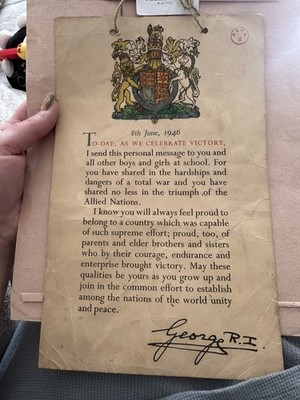 8th June, 1946
TO-DAY, AS WE CELEBRATE VICTORY,
I send this personal message to you and
all other boys and girls at school. For
you have shared in the hardships and
dangers of a total war and you have
shared no less in the triumph of the
Allied Nations.
I know you will always feel proud to
belong to a country which was capable
of such supreme effort; proud, too, of
parents and elder brothers and sisters
who by their courage, endurance and
enterprise brought victory. May these
qualities be yours as you grow up and
join in the common effort to establish
among the nations of the world unity
and peace.
George R.I.